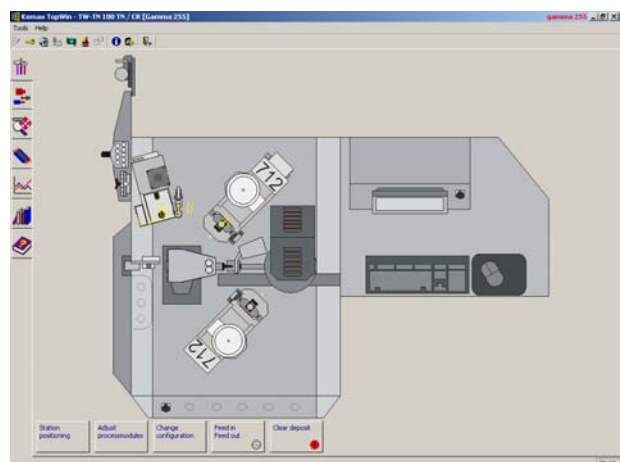 Komax TopWin - TW-TN 100 TN / CR [Gamma 255]
gamma 255
Tools Help
712
712
Station positioning
Adjust processmodules
Change configuration
Feed in Feed out
Clear deposit